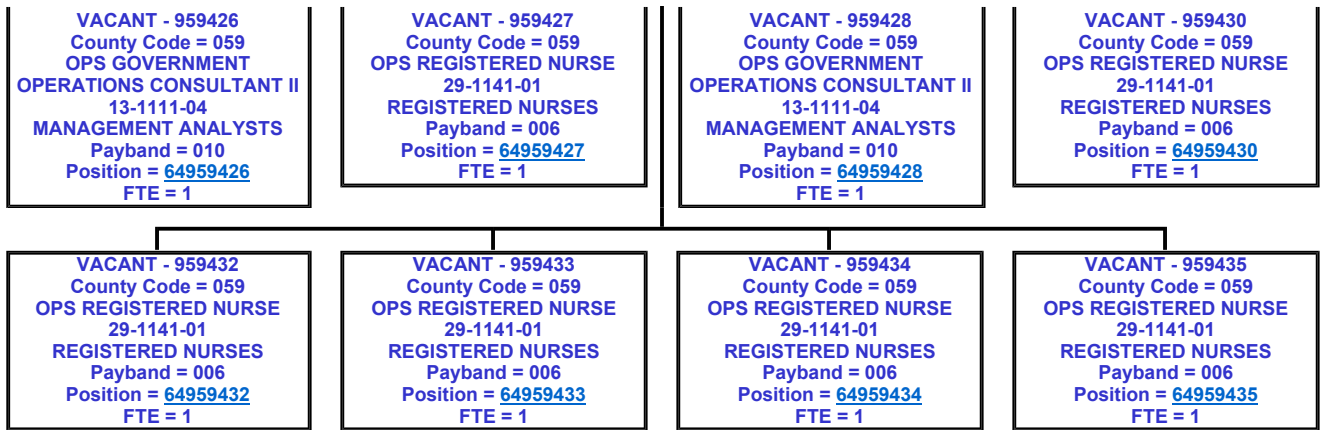 VACANT - 959426
County Code = 059
OPS GOVERNMENT
OPERATIONS CONSULTANT II
13-1111-04
MANAGEMENT ANALYSTS
Payband = 010
Position = 64959426
FTE = 1
VACANT - 959427
County Code = 059
OPS REGISTERED NURSE
29-1141-01
REGISTERED NURSES
Payband = 006
Position = 64959427
FTE = 1
VACANT - 959428
County Code = 059
OPS GOVERNMENT
OPERATIONS CONSULTANT II
13-1111-04
MANAGEMENT ANALYSTS
Payband = 010
Position = 64959428
FTE = 1
VACANT - 959430
County Code = 059
OPS REGISTERED NURSE
29-1141-01
REGISTERED NURSES
Payband = 006
Position = 64959430
FTE = 1
VACANT - 959432
County Code = 059
OPS REGISTERED NURSE
29-1141-01
REGISTERED NURSES
Payband = 006
Position = 64959432
FTE = 1
VACANT - 959433
County Code = 059
OPS REGISTERED NURSE
29-1141-01
REGISTERED NURSES
Payband = 006
Position = 64959433
FTE = 1
VACANT - 959434
County Code = 059
OPS REGISTERED NURSE
29-1141-01
REGISTERED NURSES
Payband = 006
Position = 64959434
FTE = 1
VACANT - 959435
County Code = 059
OPS REGISTERED NURSE
29-1141-01
REGISTERED NURSES
Payband = 006
Position = 64959435
FTE = 1